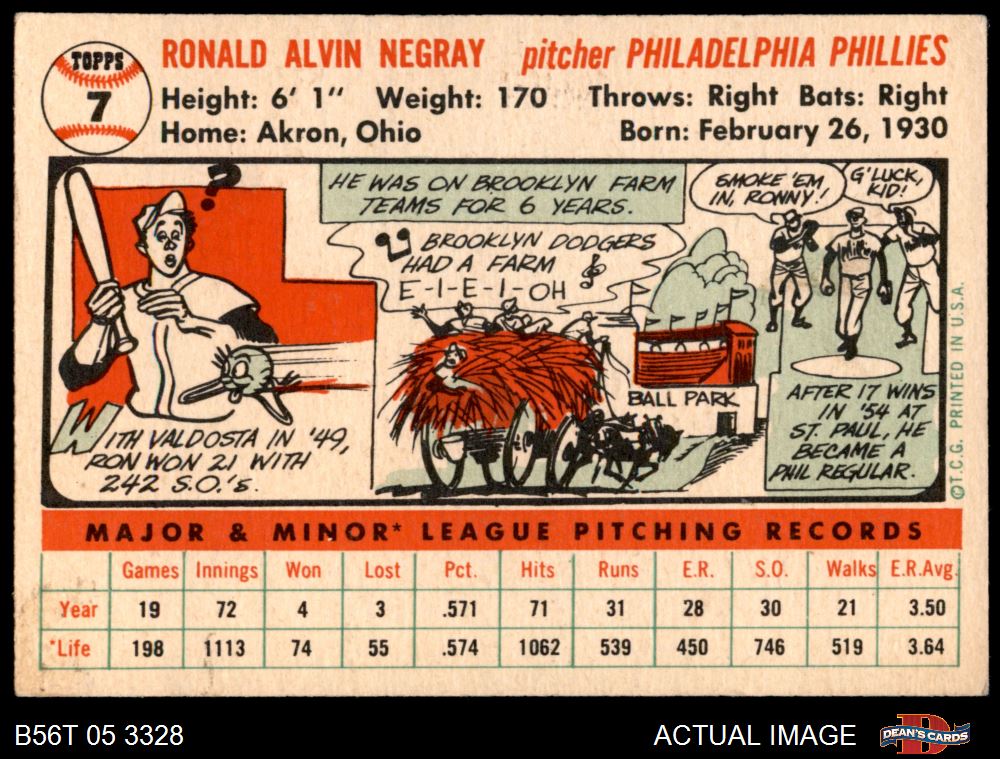 TOPPS
7
RONALD ALVIN NEGRAY pitcher PHILADELPHIA PHILLIES
Height: 6' 1" Weight: 170 Throws: Right Bats: Right
Home: Akron, Ohio Born: February 26, 1930
?
ITH VALDOSTA IN '49,
RON WON 21 WITH
242 S.O.'s.
HE WAS ON BROOKLYN FARM
TEAMS FOR 6 YEARS.
BROOKLYN DODGERS
HAD A FARM
E-I-E-I-OH
BALL PARK
SMOKE 'EM
IN, RONNY!
G'LUCK,
KID!
Phillies
AFTER 17 WINS
IN '54 AT
ST. PAUL, HE
BECAME A
PHIL REGULAR.
©T.C.G. PRINTED IN U.S.A.
MAJOR & MINOR* LEAGUE PITCHING RECORDS
Games Innings Won Lost Pct. Hits Runs E.R. S.O. Walks E.R.Avg.
Year 19 72 4 3 .571 71 31 28 30 21 3.50
*Life 198 1113 74 55 .574 1062 539 450 746 519 3.64
B56T 05 3328 ACTUAL IMAGE
D
DEAN'S CARDS